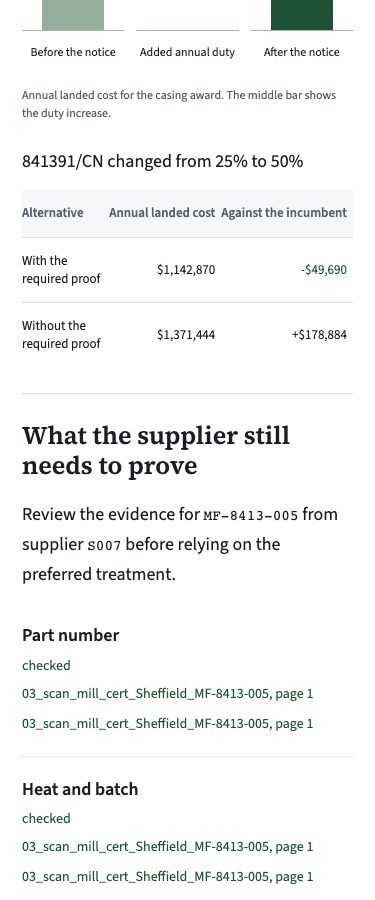 Before the notice Added annual duty After the notice
Annual landed cost for the casing award. The middle bar shows
the duty increase.
841391/CN changed from 25% to 50%
Alternative Annual landed cost Against the incumbent
With the
required proof $1,142,870 -$49,690
Without the
required proof $1,371,444 +$178,884
What the supplier still
needs to prove
Review the evidence for MF-8413-005 from
supplier S007 before relying on the
preferred treatment.
Part number
checked
03_scan_mill_cert_Sheffield_MF-8413-005, page 1
03_scan_mill_cert_Sheffield_MF-8413-005, page 1
Heat and batch
checked
03_scan_mill_cert_Sheffield_MF-8413-005, page 1
03_scan_mill_cert_Sheffield_MF-8413-005, page 1